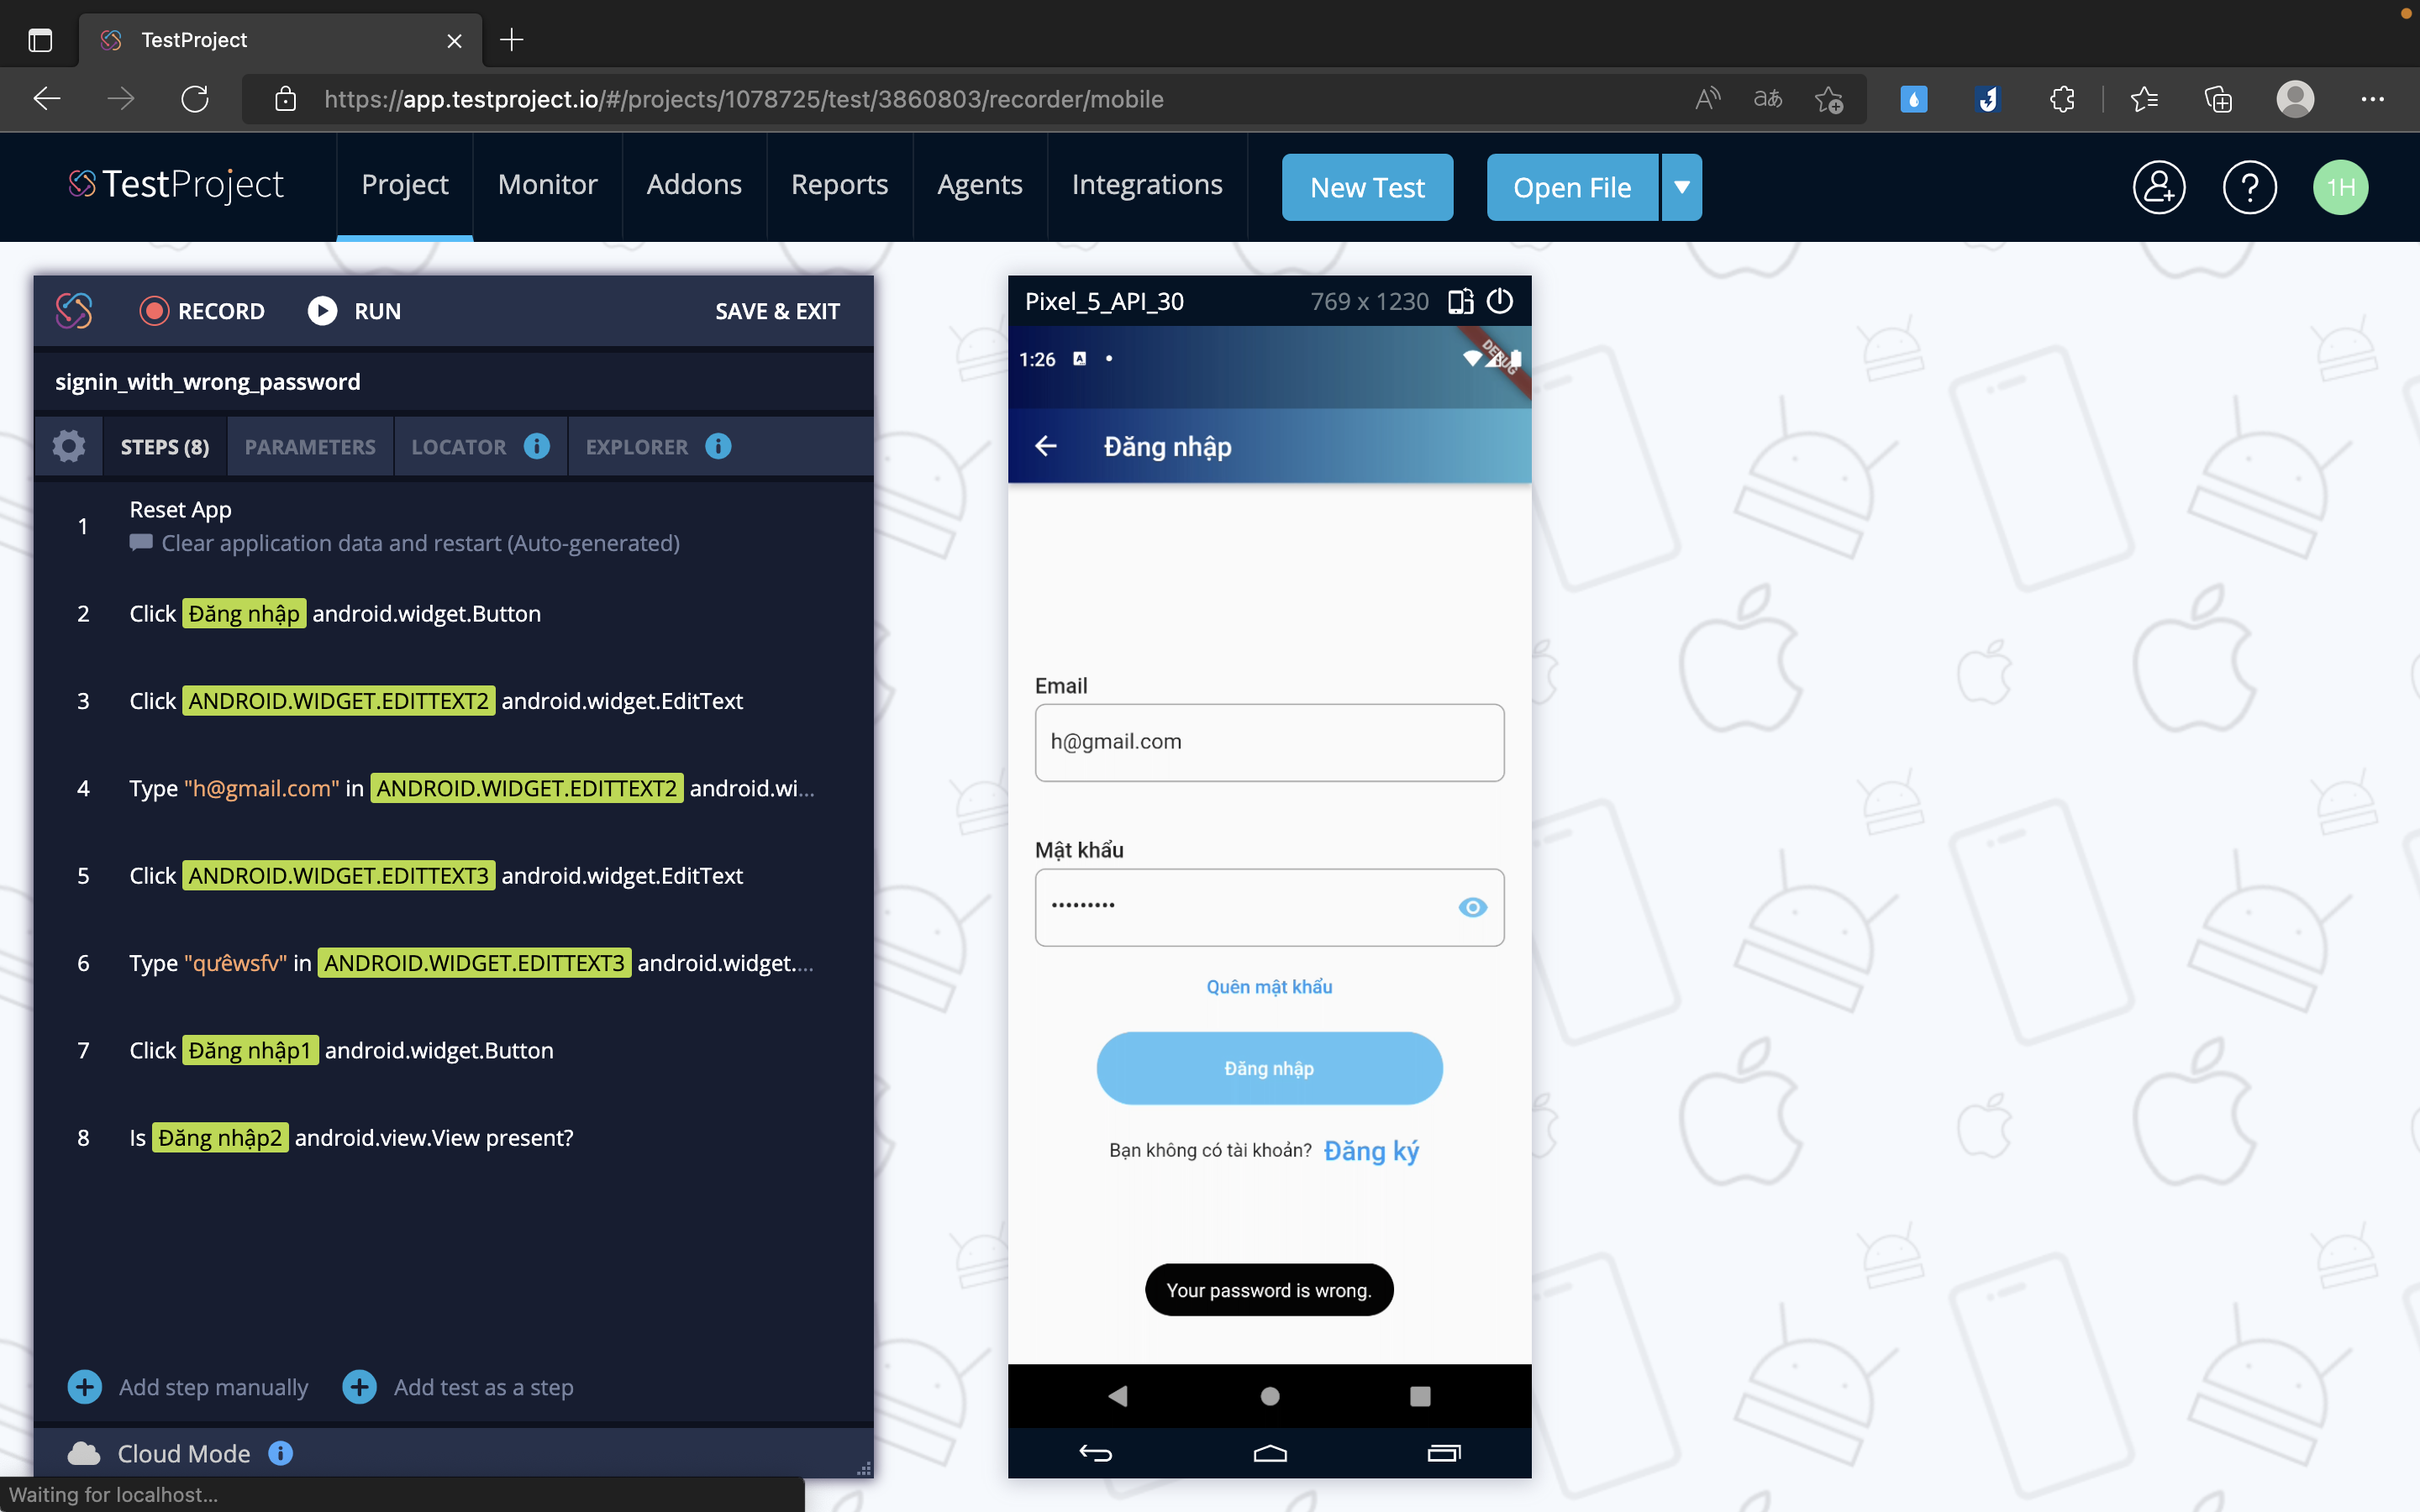 TestProject
https://app.testproject.io/#/projects/1078725/test/3860803/recorder/mobile
TestProject
Project
Monitor
Addons
Reports
Agents
Integrations
New Test
Open File
1H
RECORD
RUN
SAVE & EXIT
signin_with_wrong_password
STEPS (8)
PARAMETERS
LOCATOR
EXPLORER
1
Reset App
Clear application data and restart (Auto-generated)
2 Click Đăng nhập android.widget.Button
3 Click ANDROID.WIDGET.EDITTEXT2 android.widget.EditText
4 Type "h@gmail.com" in ANDROID.WIDGET.EDITTEXT2 android.wi...
5 Click ANDROID.WIDGET.EDITTEXT3 android.widget.EditText
6 Type "qưêwsfv" in ANDROID.WIDGET.EDITTEXT3 android.widget....
7 Click Đăng nhập1 android.widget.Button
8 Is Đăng nhập2 android.view.View present?
Add step manually
Add test as a step
Cloud Mode
Waiting for localhost...
Pixel_5_API_30
769 x 1230
1:26
DEBUG
Đăng nhập
Email
h@gmail.com
Mật khẩu
•••••••••
Quên mật khẩu
Đăng nhập
Bạn không có tài khoản? Đăng ký
Your password is wrong.